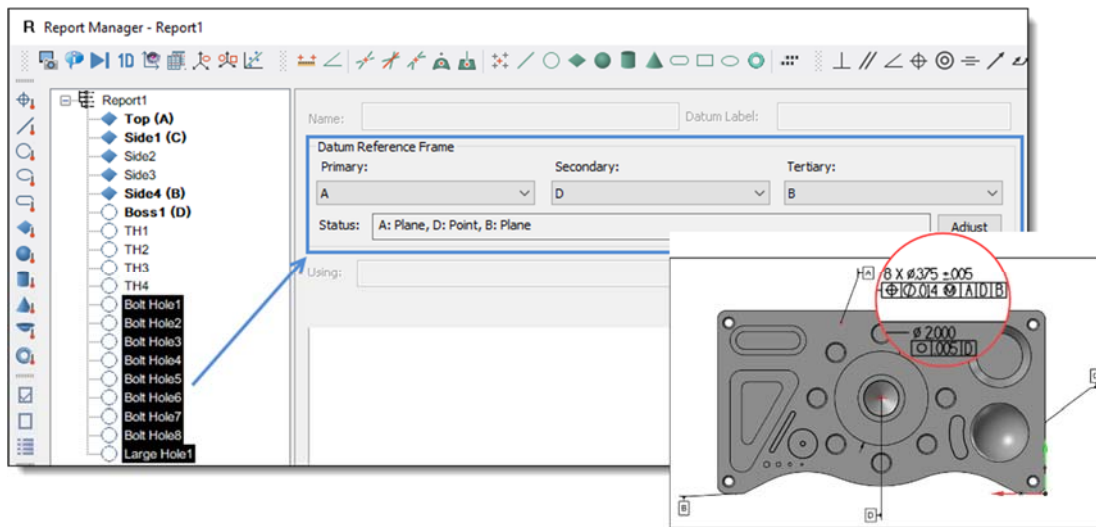 R Report Manager - Report1
1D
Report1
Top (A)
Side1 (C)
Side2
Side3
Side4 (B)
Boss1 (D)
TH1
TH2
TH3
TH4
Bolt Hole1
Bolt Hole2
Bolt Hole3
Bolt Hole4
Bolt Hole5
Bolt Hole6
Bolt Hole7
Bolt Hole8
Large Hole1
Name:
Datum Label:
Datum Reference Frame
Primary: Secondary: Tertiary:
A D B
Status: A: Plane, D: Point, B: Plane Adjust
Using:
A 8 X Ø.375 ±.005
⌖ Ø.014 Ⓜ A D B
Ø 2.000
○ .005 D
B
D